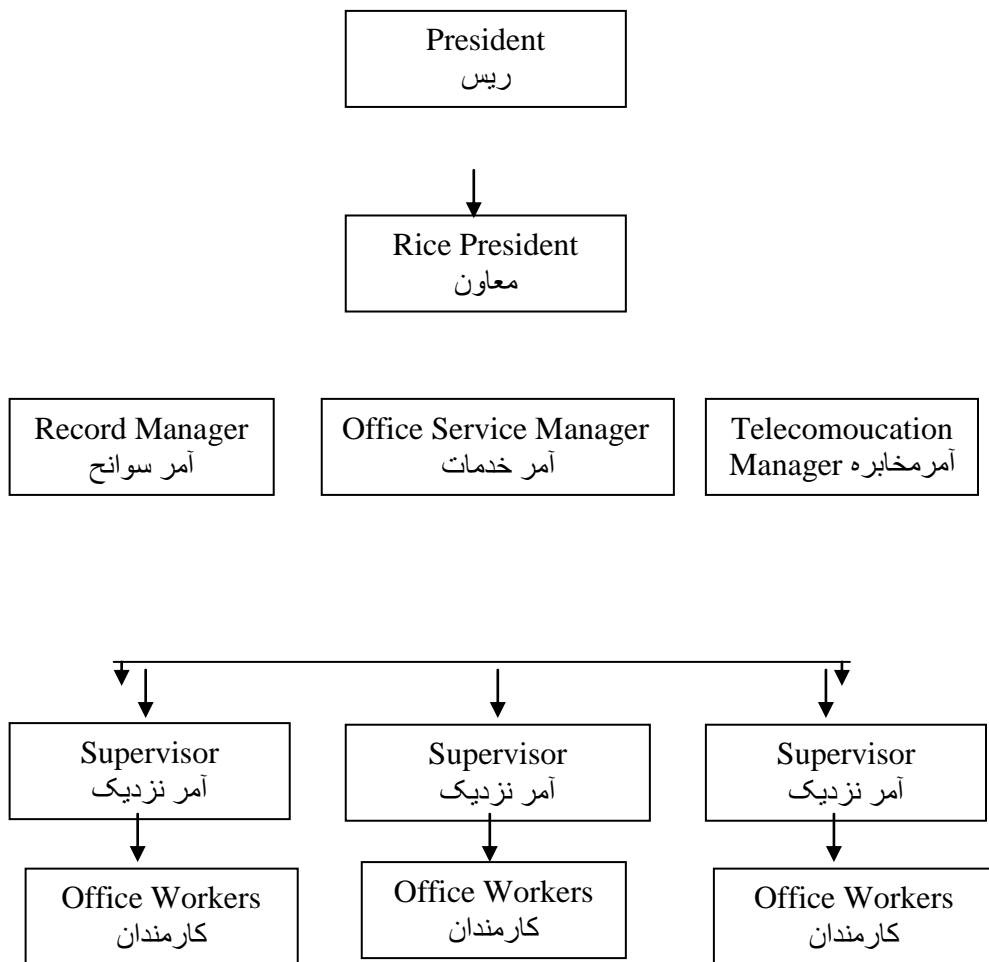 President
ریس
Rice President
معاون
Record Manager
آمر سوانح
Office Service Manager
آمر خدمات
Telecomoucation
Manager آمرمخابره
Supervisor
آمر نزدیک
Supervisor
آمر نزدیک
Supervisor
آمر نزدیک
Office Workers
کارمندان
Office Workers
کارمندان
Office Workers
کارمندان